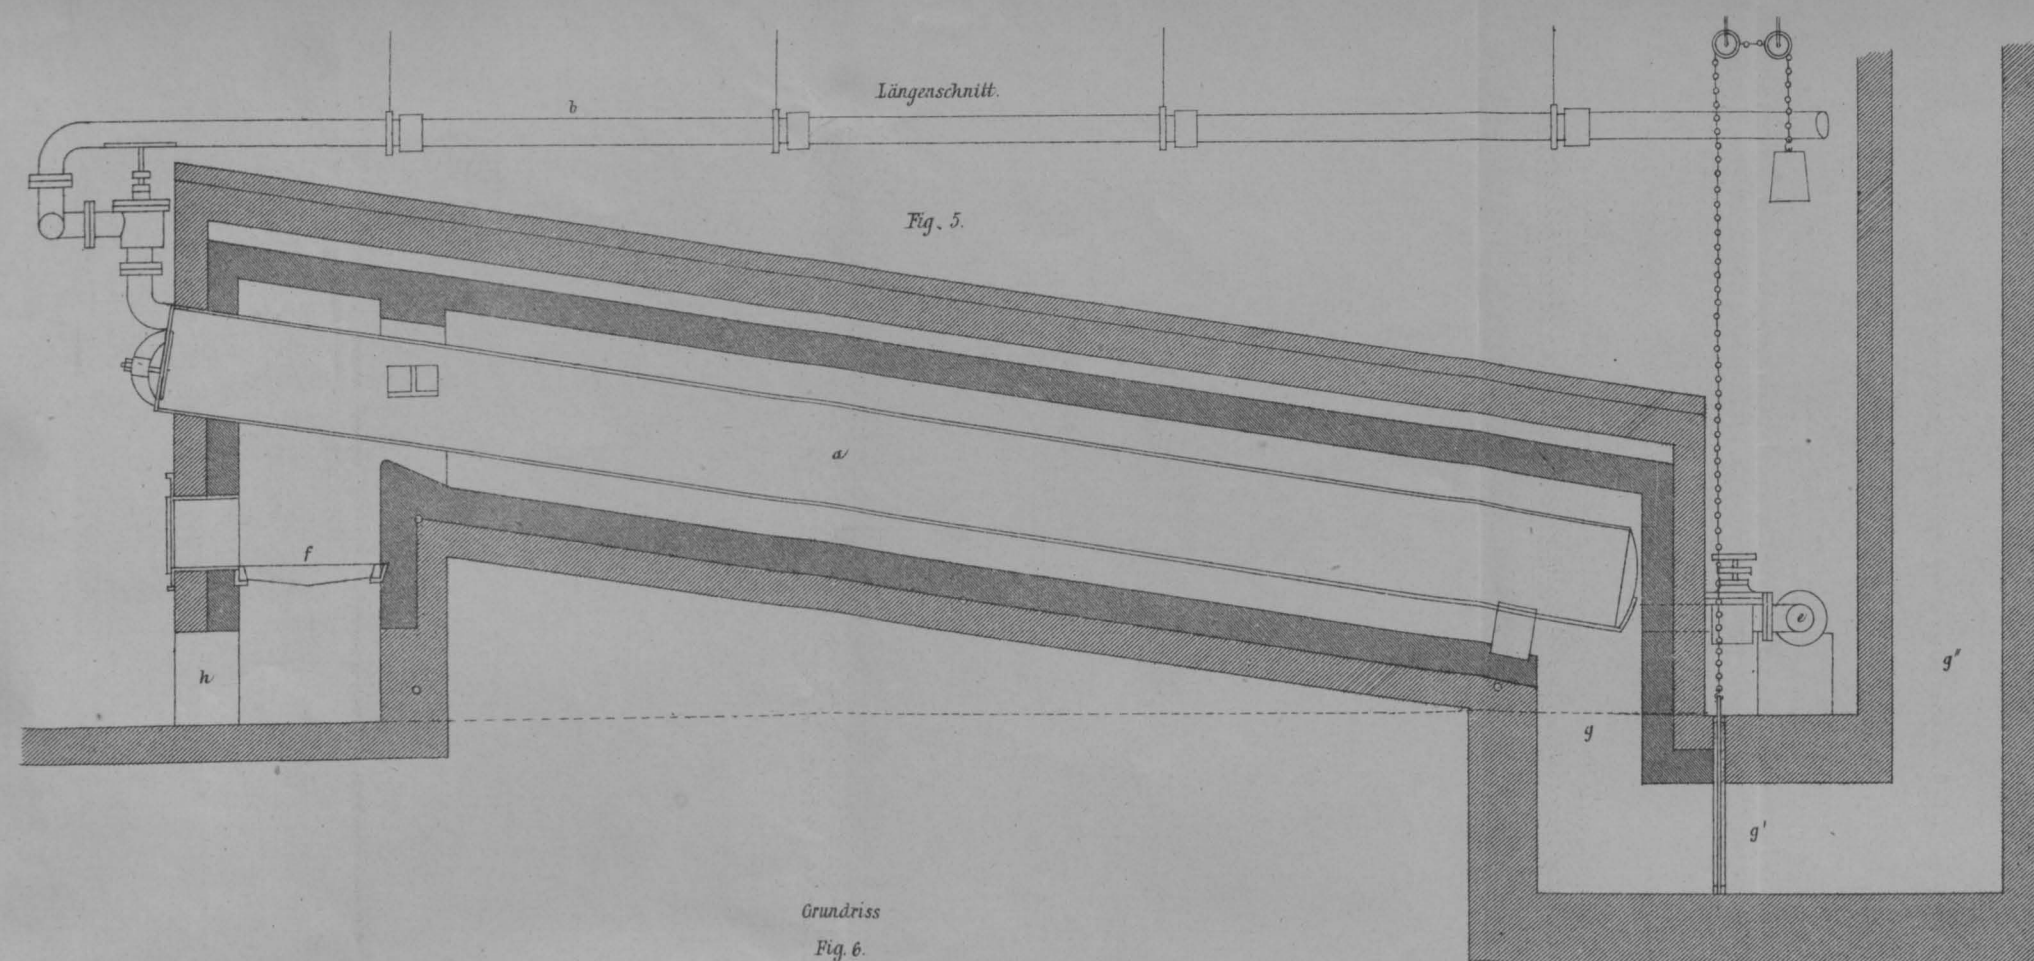 Längenschnitt.
b
Fig. 5.
a
f
e
h
g"
g
g'
Grundriss
Fig. 6.